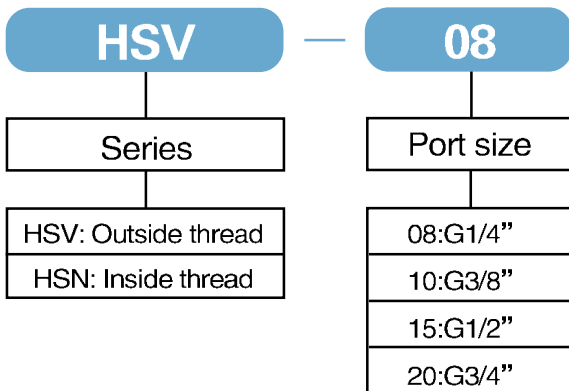 HSV — 08
Series
Port size
HSV: Outside thread
HSN: Inside thread
08:G1/4”
10:G3/8”
15:G1/2”
20:G3/4”